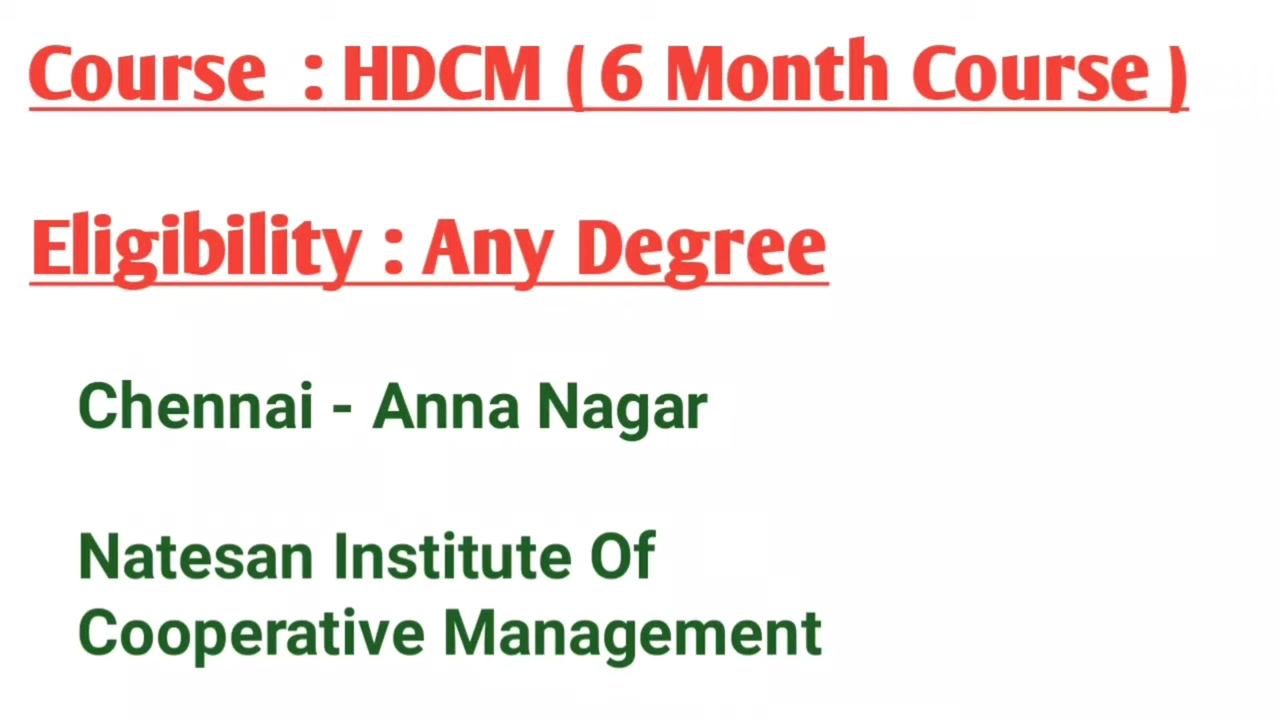 Course : HDCM ( 6 Month Course )
Eligibility : Any Degree
Chennai - Anna Nagar
Natesan Institute Of
Cooperative Management